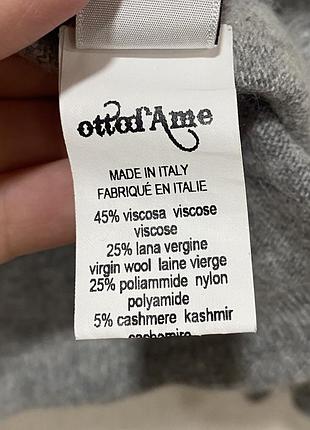 ottod'Ame
MADE IN ITALY
FABRIQUÉ EN ITALIE
45% viscosa viscose
viscose
25% lana vergine
virgin wool laine vierge
25% poliammide nylon
polyamide
5% cashmere kashmir